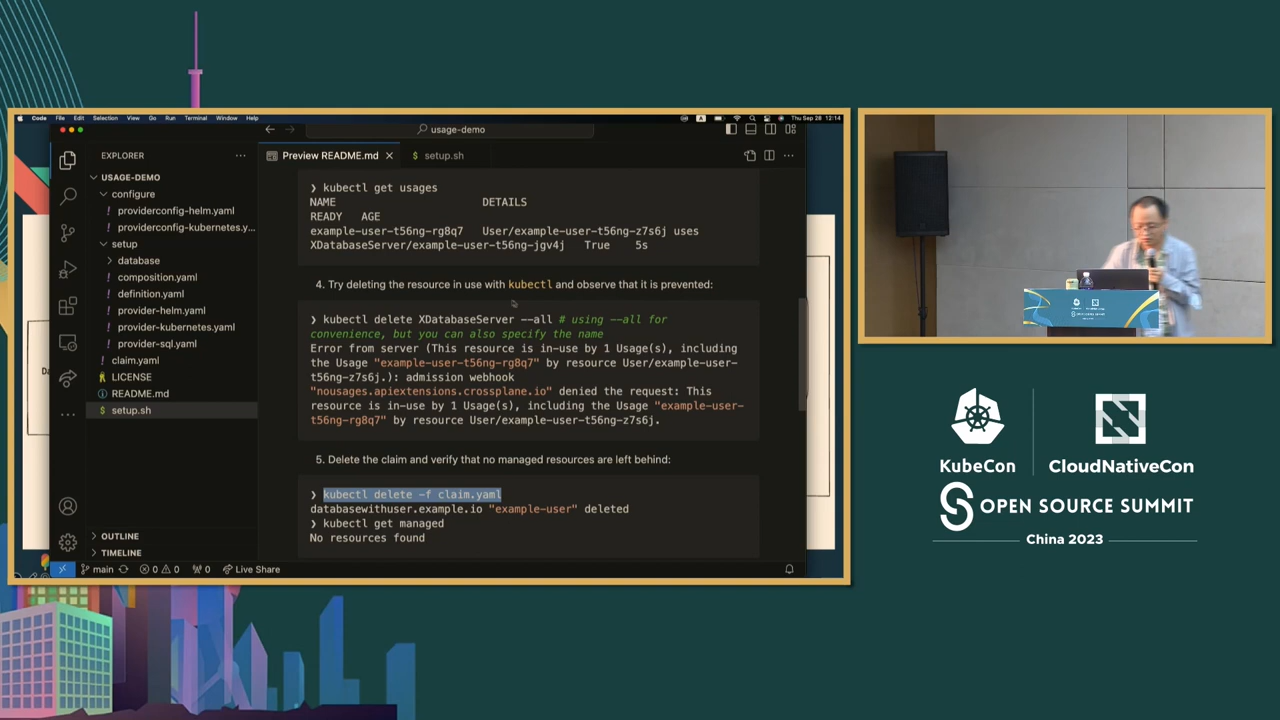 Code File Edit Selection View Go Run Terminal Window Help
A
Thu Sep 28 12:14
usage-demo
EXPLORER
Preview README.md
$ setup.sh
USAGE-DEMO
configure
! providerconfig-helm.yaml
! providerconfig-kubernetes.y...
setup
database
! composition.yaml
! definition.yaml
! provider-helm.yaml
! provider-kubernetes.yaml
! provider-sql.yaml
! claim.yaml
LICENSE
README.md
$ setup.sh
OUTLINE
TIMELINE
❯ kubectl get usages
NAME DETAILS
READY AGE
example-user-t56ng-rg8q7 User/example-user-t56ng-z7s6j uses
XDatabaseServer/example-user-t56ng-jgv4j True 5s
4. Try deleting the resource in use with kubectl and observe that it is prevented:
❯ kubectl delete XDatabaseServer --all # using --all for
convenience, but you can also specify the name
Error from server (This resource is in-use by 1 Usage(s), including
the Usage "example-user-t56ng-rg8q7" by resource User/example-user-
t56ng-z7s6j.): admission webhook
"nousages.apiextensions.crossplane.io" denied the request: This
resource is in-use by 1 Usage(s), including the Usage "example-user-
t56ng-rg8q7" by resource User/example-user-t56ng-z7s6j.
5. Delete the claim and verify that no managed resources are left behind:
❯ kubectl delete -f claim.yaml
databasewithuser.example.io "example-user" deleted
❯ kubectl get managed
No resources found
main 0 0 0 Live Share
KubeCon
CloudNativeCon
OPEN SOURCE SUMMIT
China 2023